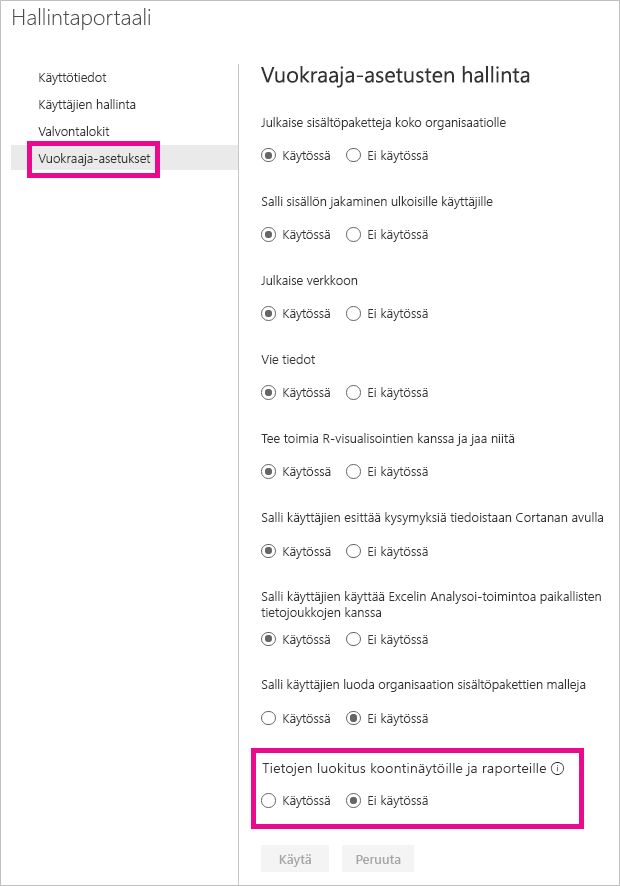 Hallintaportaali
Käyttötiedot
Käyttäjien hallinta
Valvontalokit
Vuokraaja-asetukset
Vuokraaja-asetusten hallinta
Julkaise sisältöpaketteja koko organisaatiolle
Käytössä Ei käytössä
Salli sisällön jakaminen ulkoisille käyttäjille
Käytössä Ei käytössä
Julkaise verkkoon
Käytössä Ei käytössä
Vie tiedot
Käytössä Ei käytössä
Tee toimia R-visualisointien kanssa ja jaa niitä
Käytössä Ei käytössä
Salli käyttäjien esittää kysymyksiä tiedoistaan Cortanan avulla
Käytössä Ei käytössä
Salli käyttäjien käyttää Excelin Analysoi-toimintoa paikallisten
tietojoukkojen kanssa
Käytössä Ei käytössä
Salli käyttäjien luoda organisaation sisältöpakettien malleja
Käytössä Ei käytössä
Tietojen luokitus koontinäytöille ja raporteille
Käytössä Ei käytössä
Käytä Peruuta